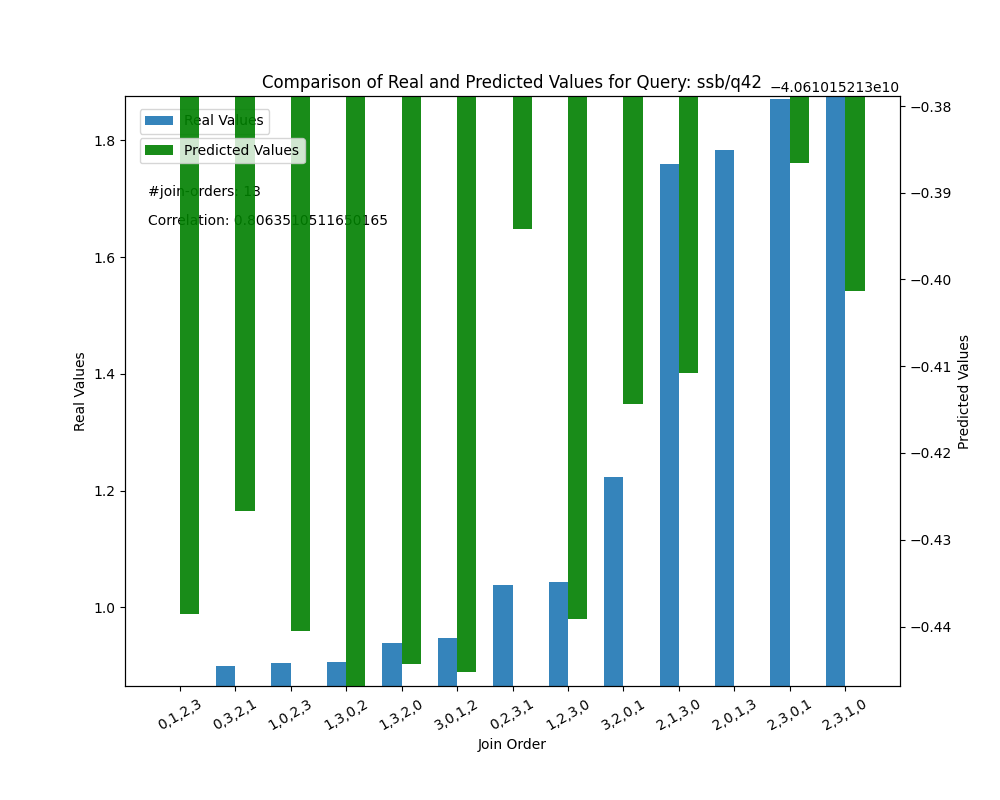 Comparison of Real and Predicted Values for Query: ssb/q42
−4.061015213e10
Real Values
Predicted Values
#join-orders: 13
Correlation: 0.8063510511650165
1.8
1.6
1.4
1.2
1.0
Real Values
−0.38
−0.39
−0.40
−0.41
−0.42
−0.43
−0.44
Predicted Values
0,1,2,3
0,3,2,1
1,0,2,3
1,3,0,2
1,3,2,0
3,0,1,2
0,2,3,1
1,2,3,0
3,2,0,1
2,1,3,0
2,0,1,3
2,3,0,1
2,3,1,0
Join Order